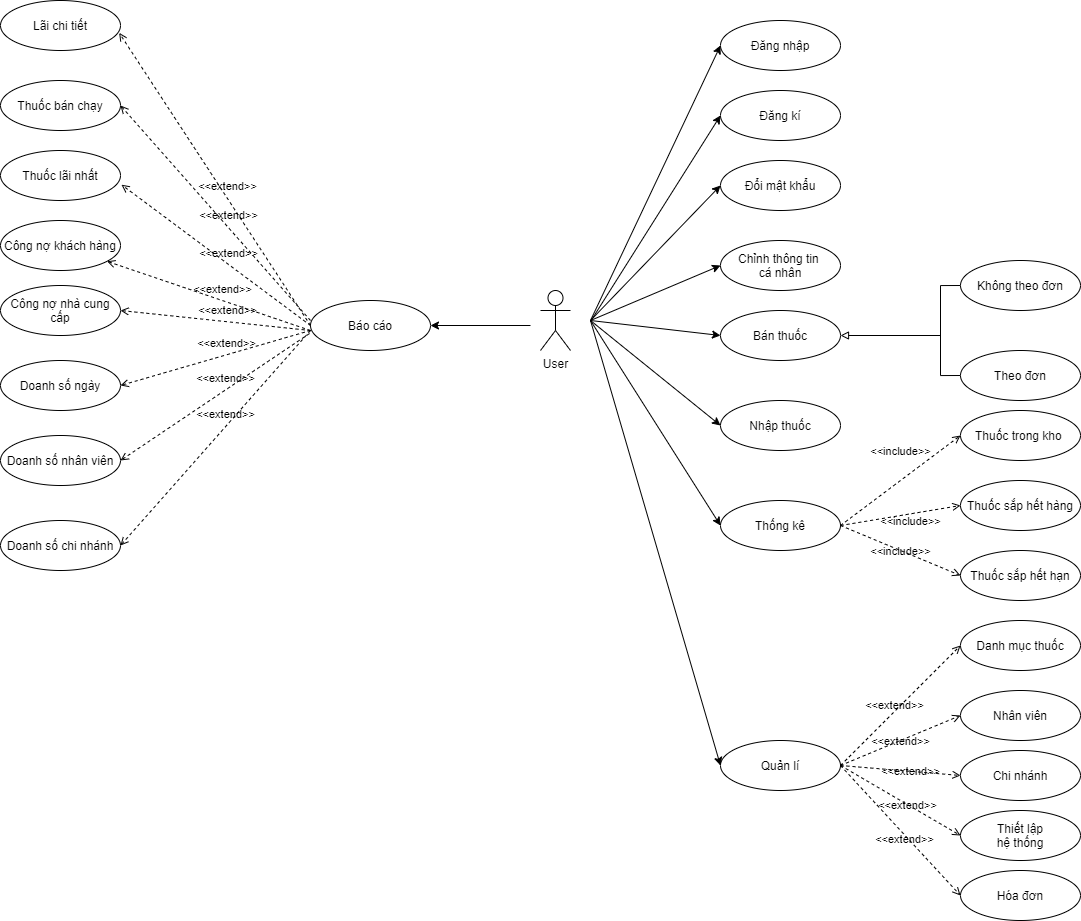 Lãi chi tiết
Thuốc bán chạy
Thuốc lãi nhất
Công nợ khách hàng
Công nợ nhà cung
cấp
Doanh số ngày
Doanh số nhân viên
Doanh số chi nhánh
<<extend>>
<<extend>>
<<extend>>
<<extend>>
<<extend>>
<<extend>>
<<extend>>
<<extend>>
Báo cáo
User
Đăng nhập
Đăng kí
Đổi mật khẩu
Chỉnh thông tin
cá nhân
Bán thuốc
Nhập thuốc
Thống kê
Quản lí
Không theo đơn
Theo đơn
<<include>>
<<include>>
<<include>>
Thuốc trong kho
Thuốc sắp hết hàng
Thuốc sắp hết hạn
<<extend>>
<<extend>>
<<extend>>
<<extend>>
<<extend>>
Danh mục thuốc
Nhân viên
Chi nhánh
Thiết lập
hệ thống
Hóa đơn